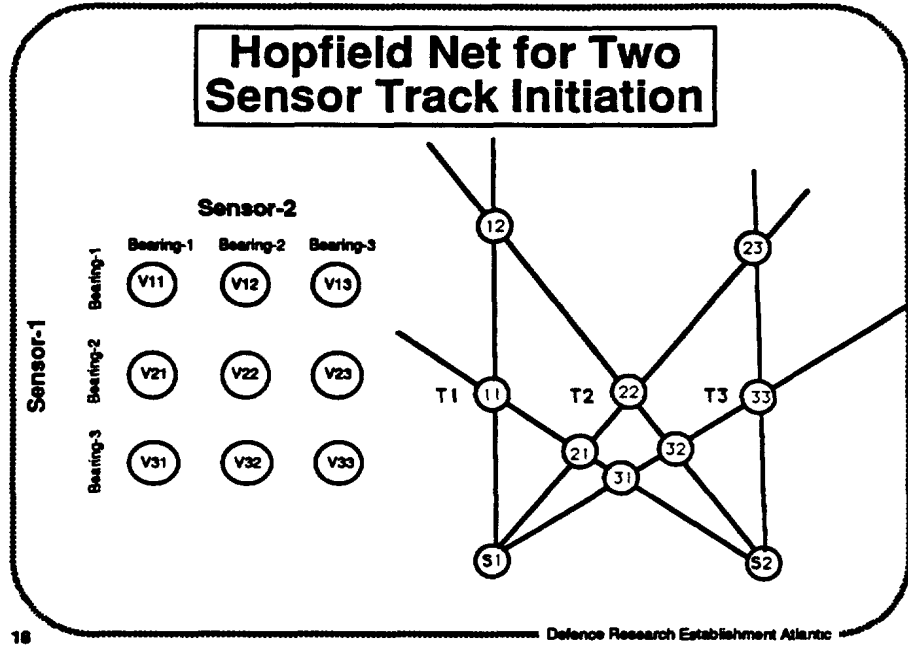 Hopfield Net for Two
Sensor Track Initiation
Sensor-2
Bearing-1 Bearing-2 Bearing-3
Sensor-1
Bearing-1
V11 V12 V13
Bearing-2
V21 V22 V23
Bearing-3
V31 V32 V33
12
23
T1 11 T2 22 T3 33
21 32
31
S1 S2
18
Defence Research Establishment Atlantic